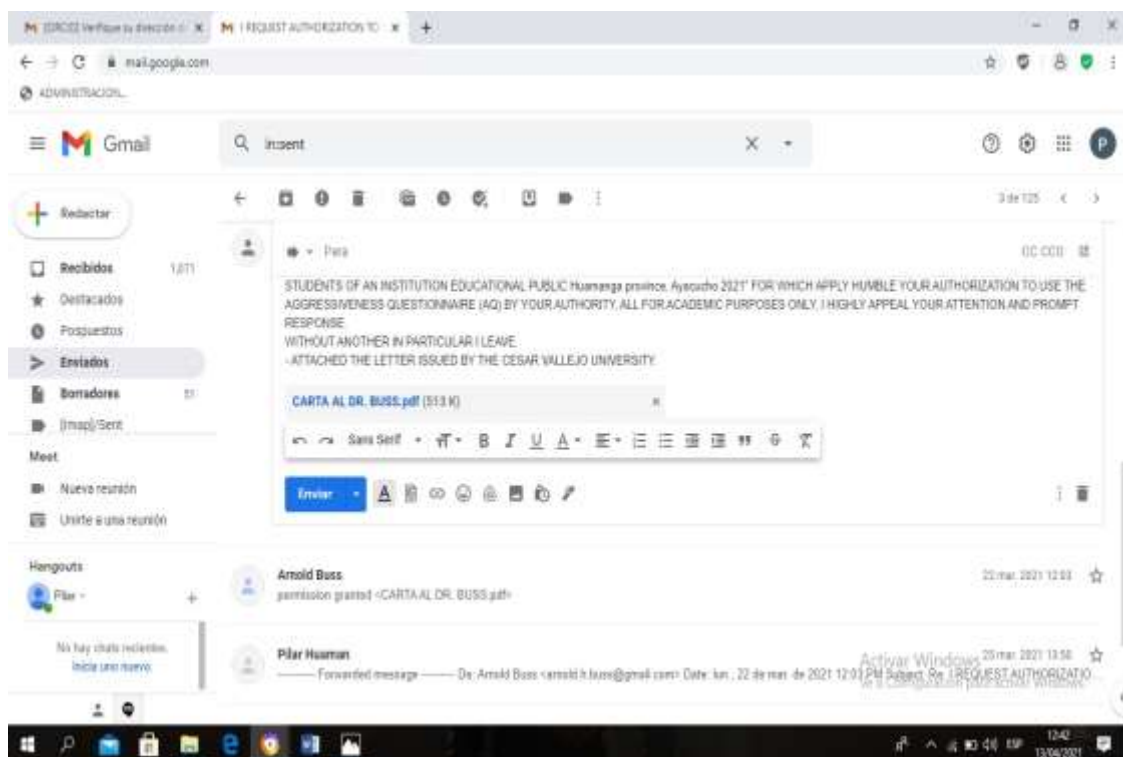 Verifique su dirección
I REQUEST AUTHORIZATION TO
mail.google.com
ADMINISTRACION...
Gmail
in:sent
Redactar
3 de 125
Recibidos 1,071
Destacados
Pospuestos
Enviados
Borradores 51
[Imap]/Sent
Meet
Nueva reunión
Unirte a una reunión
Hangouts
Pilar
No hay chats recientes.
Inicia uno nuevo
Para
CC CCO
STUDENTS OF AN INSTITUTION EDUCATIONAL PUBLIC Huamanga province, Ayacucho 2021" FOR WHICH APPLY HUMBLE YOUR AUTHORIZATION TO USE THE
AGGRESSIVENESS QUESTIONNAIRE (AQ) BY YOUR AUTHORITY. ALL FOR ACADEMIC PURPOSES ONLY, I HIGHLY APPEAL YOUR ATTENTION AND PROMPT
RESPONSE
WITHOUT ANOTHER IN PARTICULAR I LEAVE.
- ATTACHED THE LETTER ISSUED BY THE CESAR VALLEJO UNIVERSITY.
CARTA AL DR. BUSS.pdf (513 K)
Sans Serif
Enviar
Arnold Buss 22 mar. 2021 12:03
permission granted <CARTA AL DR. BUSS.pdf>
Pilar Huaman 25 mar. 2021 13:58
---------- Forwarded message ---------- De: Arnold Buss <arnold.h.buss@gmail.com> Date: lun., 22 de mar. de 2021 12:03 PM Subject: Re: I REQUEST AUTHORIZATIO...
Activar Windows
ESP
12:42
13/04/2021